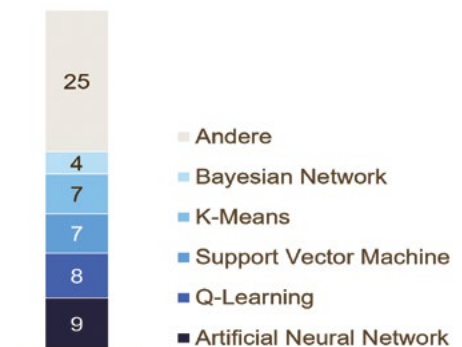 25
4
7
7
8
9
Andere
Bayesian Network
K-Means
Support Vector Machine
Q-Learning
Artificial Neural Network